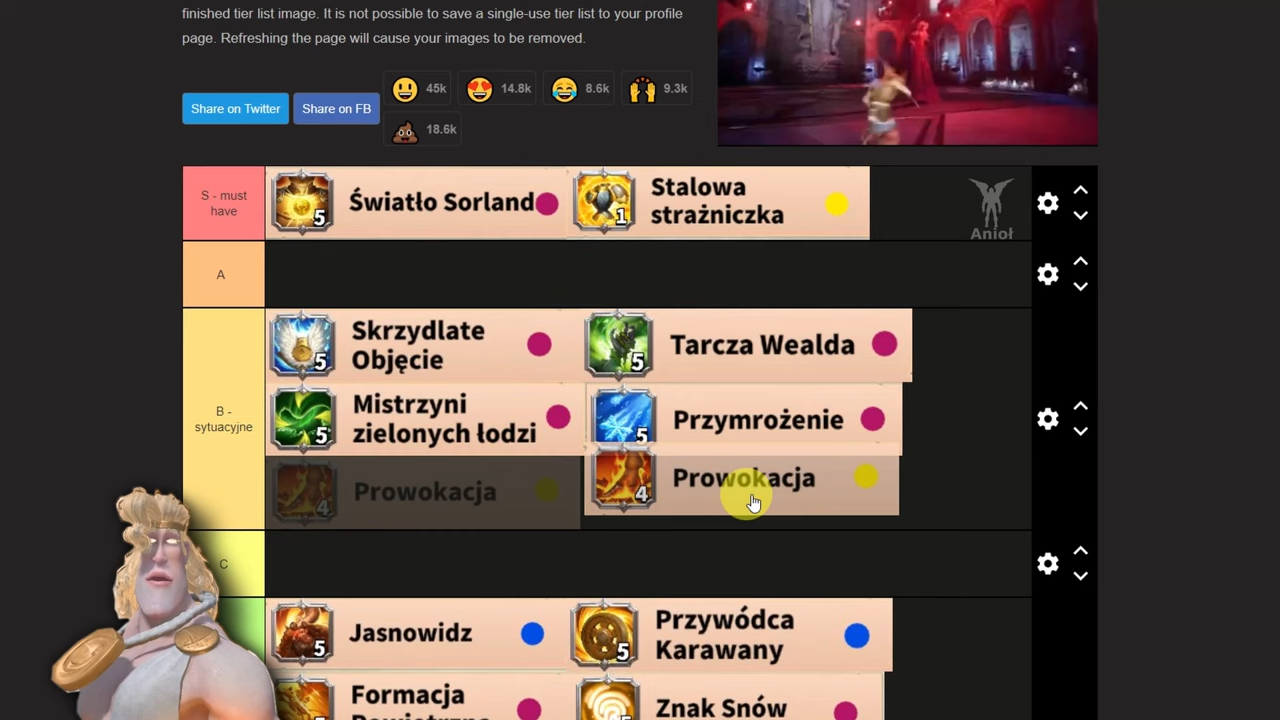 finished tier list image. It is not possible to save a single-use tier list to your profile
page. Refreshing the page will cause your images to be removed.
Share on Twitter
Share on FB
45k
14.8k
8.6k
9.3k
18.6k
S - must
have
5
Światło Sorland
1
Stalowa
strażniczka
Anioł
A
B -
sytuacyjne
5
Skrzydlate
Objęcie
5
Tarcza Wealda
5
Mistrzyni
zielonych łodzi
5
Przymrożenie
4
Prowokacja
4
Prowokacja
C
5
Jasnowidz
5
Przywódca
Karawany
Formacja
Znak Snów